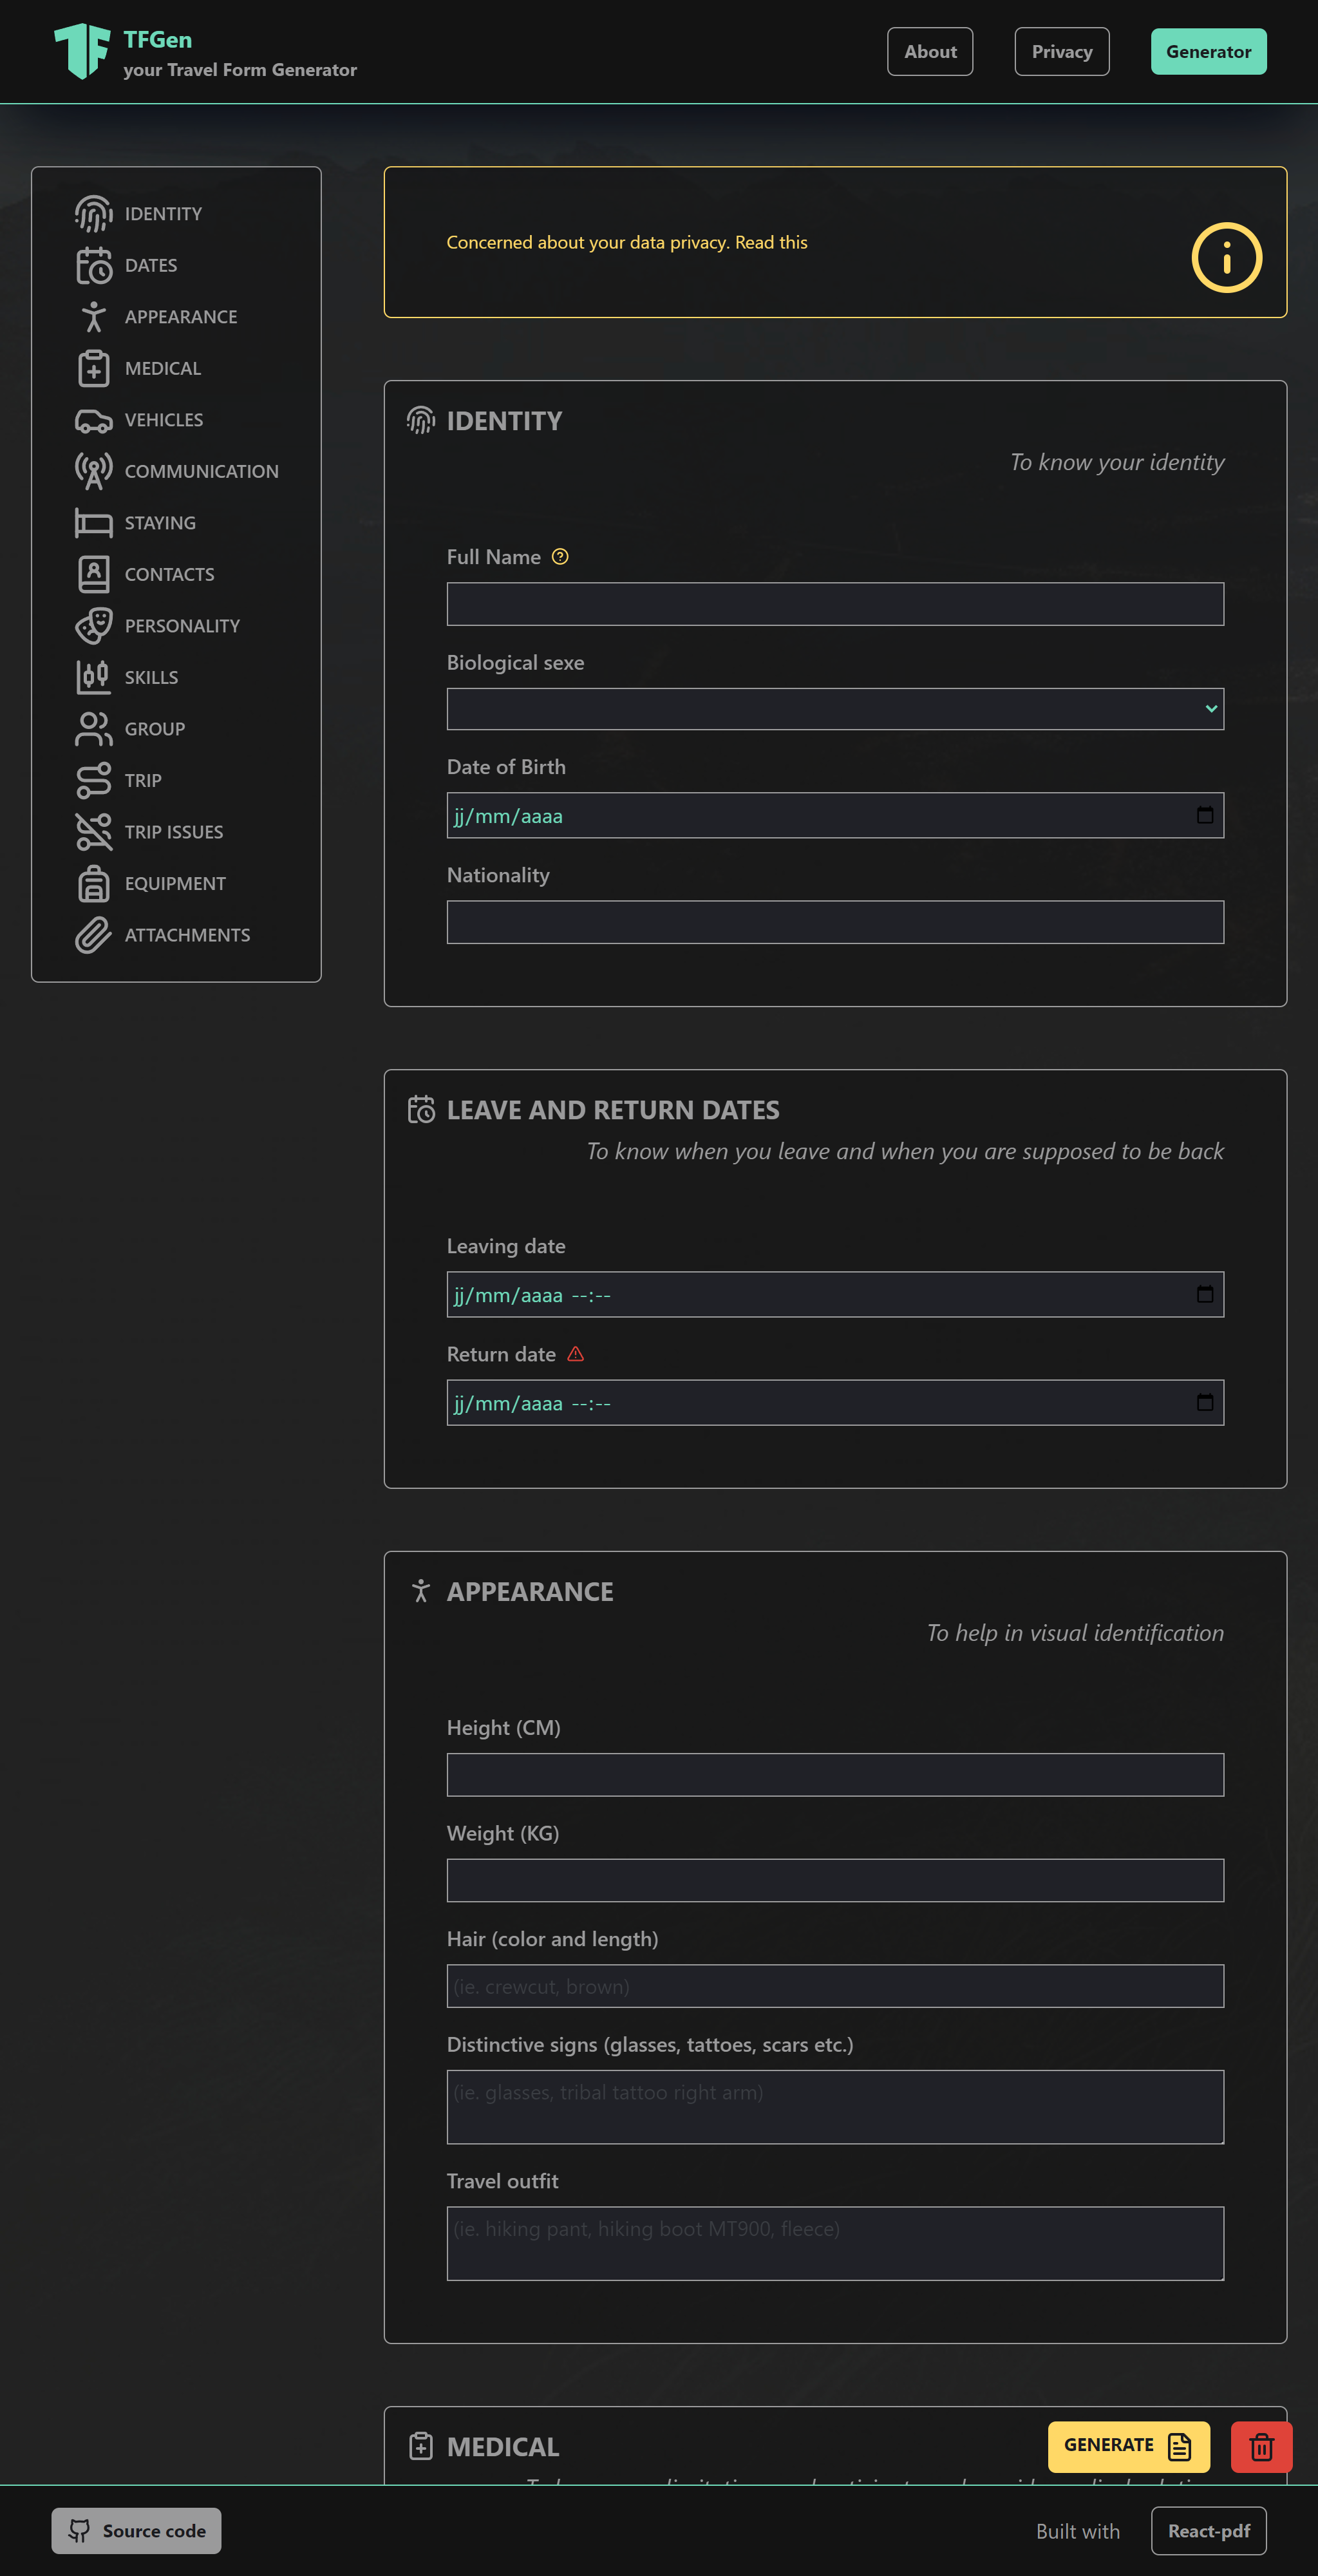 TFGen
your Travel Form Generator
About
Privacy
Generator
IDENTITY
DATES
APPEARANCE
MEDICAL
VEHICLES
COMMUNICATION
STAYING
CONTACTS
PERSONALITY
SKILLS
GROUP
TRIP
TRIP ISSUES
EQUIPMENT
ATTACHMENTS
Concerned about your data privacy. Read this
IDENTITY
To know your identity
Full Name
Biological sexe
Date of Birth
jj/mm/aaaa
Nationality
LEAVE AND RETURN DATES
To know when you leave and when you are supposed to be back
Leaving date
jj/mm/aaaa --:--
Return date
jj/mm/aaaa --:--
APPEARANCE
To help in visual identification
Height (CM)
Weight (KG)
Hair (color and length)
(ie. crewcut, brown)
Distinctive signs (glasses, tattoes, scars etc.)
(ie. glasses, tribal tattoo right arm)
Travel outfit
(ie. hiking pant, hiking boot MT900, fleece)
MEDICAL
GENERATE
Source code
Built with
React-pdf